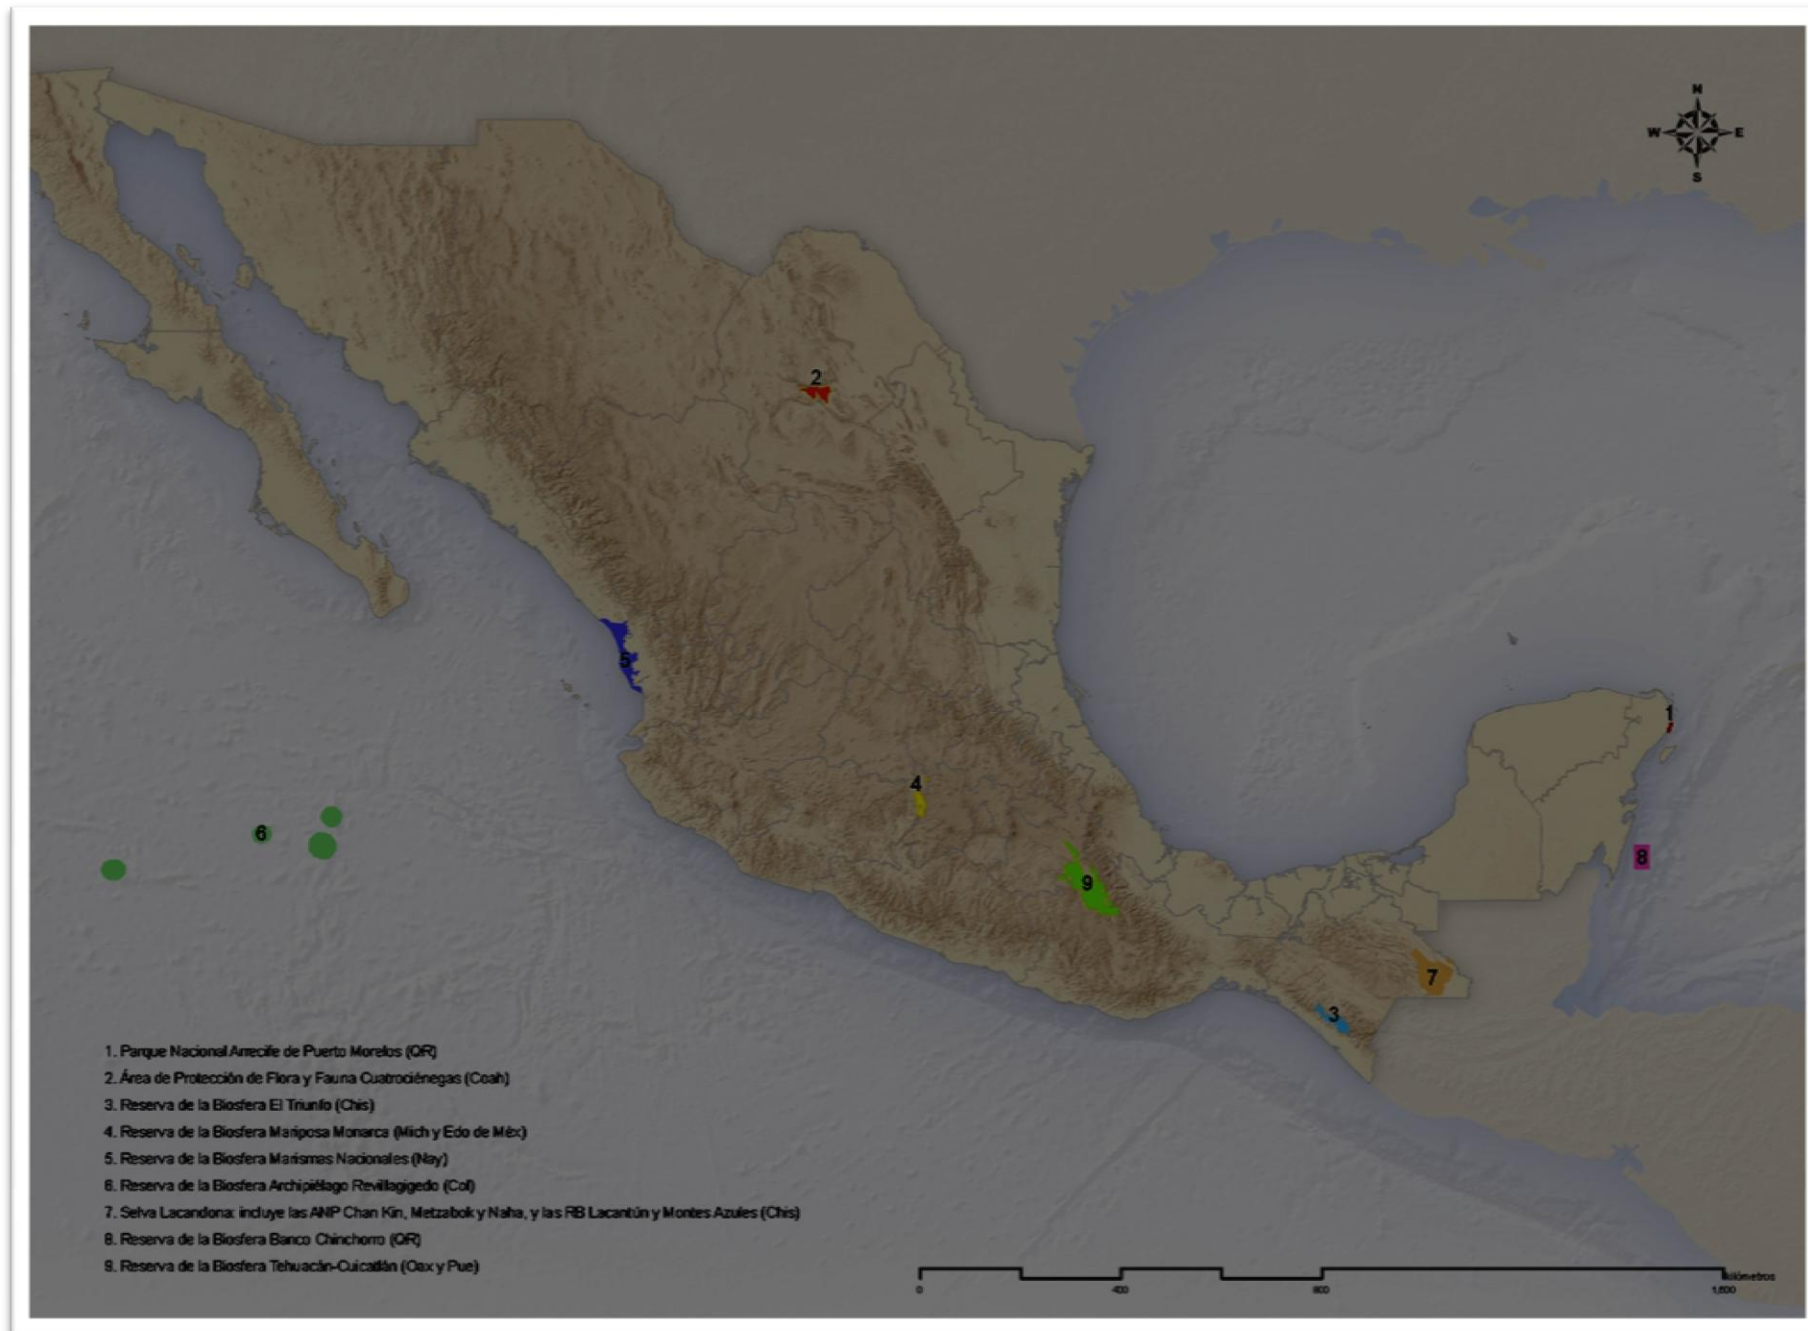 N
W E
S
2
5
1
4
6
8
9
7
3
1. Parque Nacional Arrecife de Puerto Morelos (QR)
2. Área de Protección de Flora y Fauna Cuatrociénegas (Coah)
3. Reserva de la Biosfera El Triunfo (Chis)
4. Reserva de la Biosfera Mariposa Monarca (Mich y Edo de Méx)
5. Reserva de la Biosfera Marismas Nacionales (Nay)
6. Reserva de la Biosfera Archipiélago Revillagigedo (Col)
7. Selva Lacandona: incluye las ANP Chan Kin, Metzabok y Naha, y las RB Lacantún y Montes Azules (Chis)
8. Reserva de la Biosfera Banco Chinchorro (QR)
9. Reserva de la Biosfera Tehuacán-Cuicatlán (Oax y Pue)
Kilómetros
0 400 800 1,600